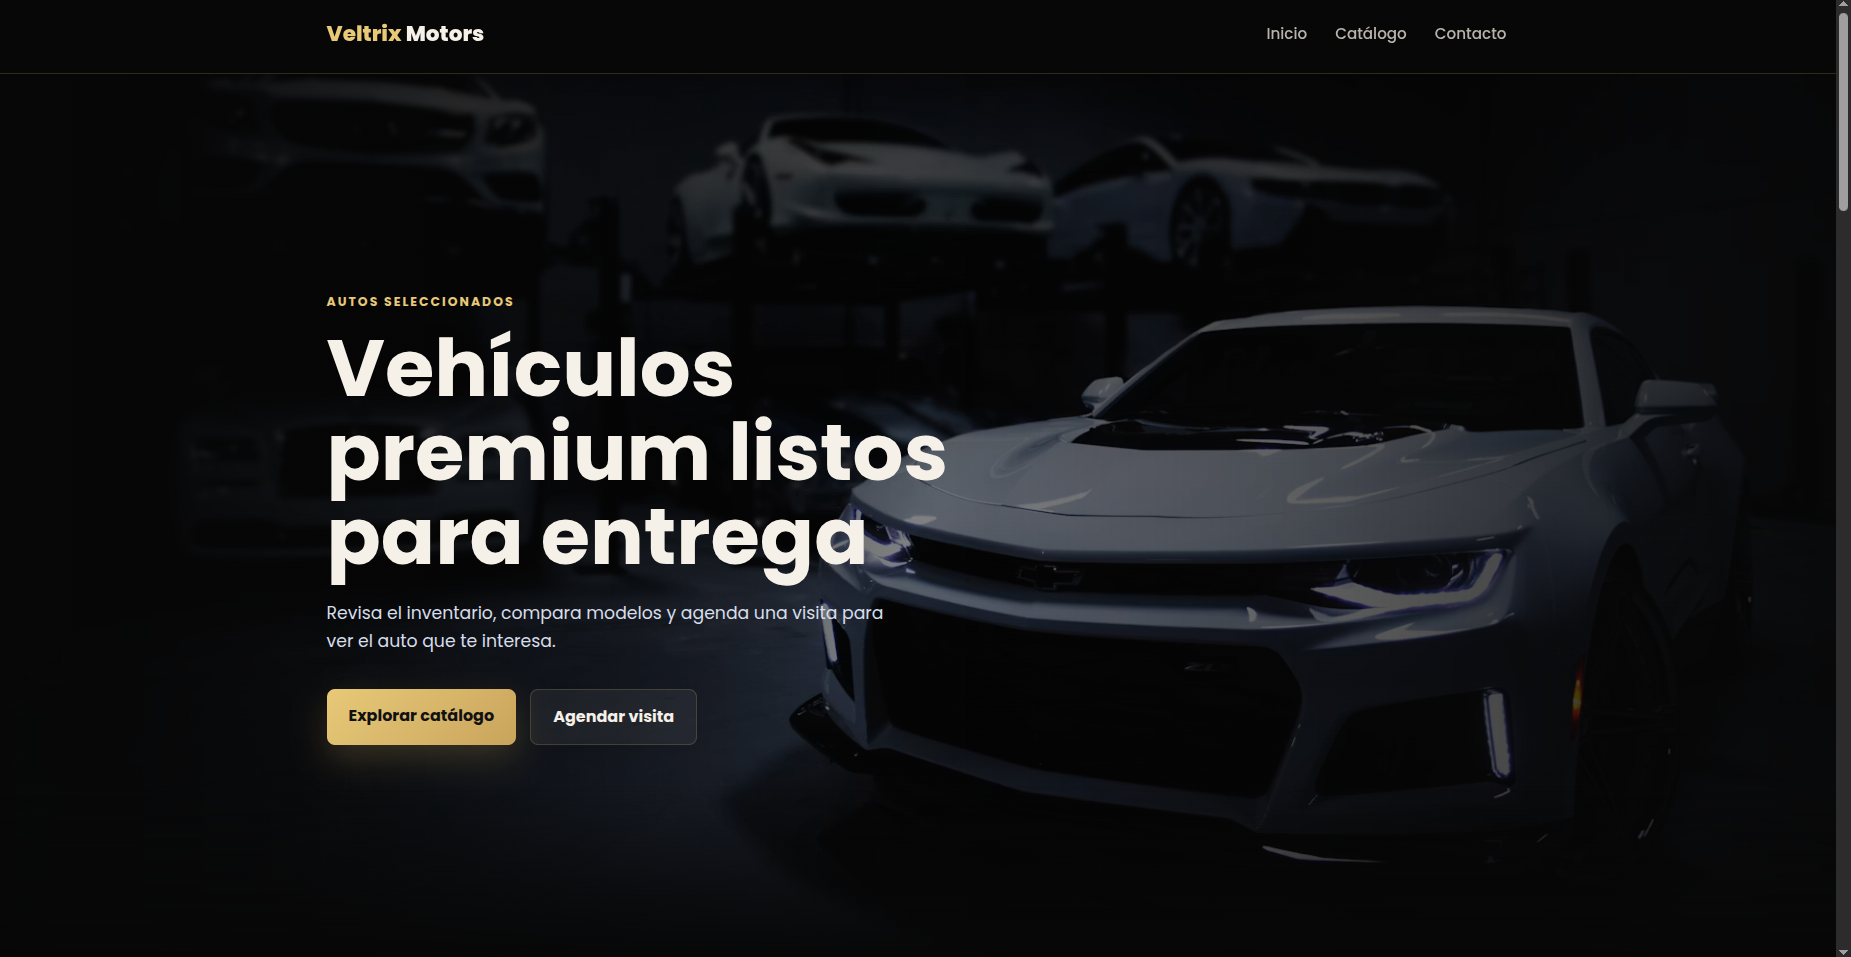 Veltrix Motors
Inicio
Catálogo
Contacto
AUTOS SELECCIONADOS
Vehículos
premium listos
para entrega
Revisa el inventario, compara modelos y agenda una visita para
ver el auto que te interesa.
Explorar catálogo
Agendar visita